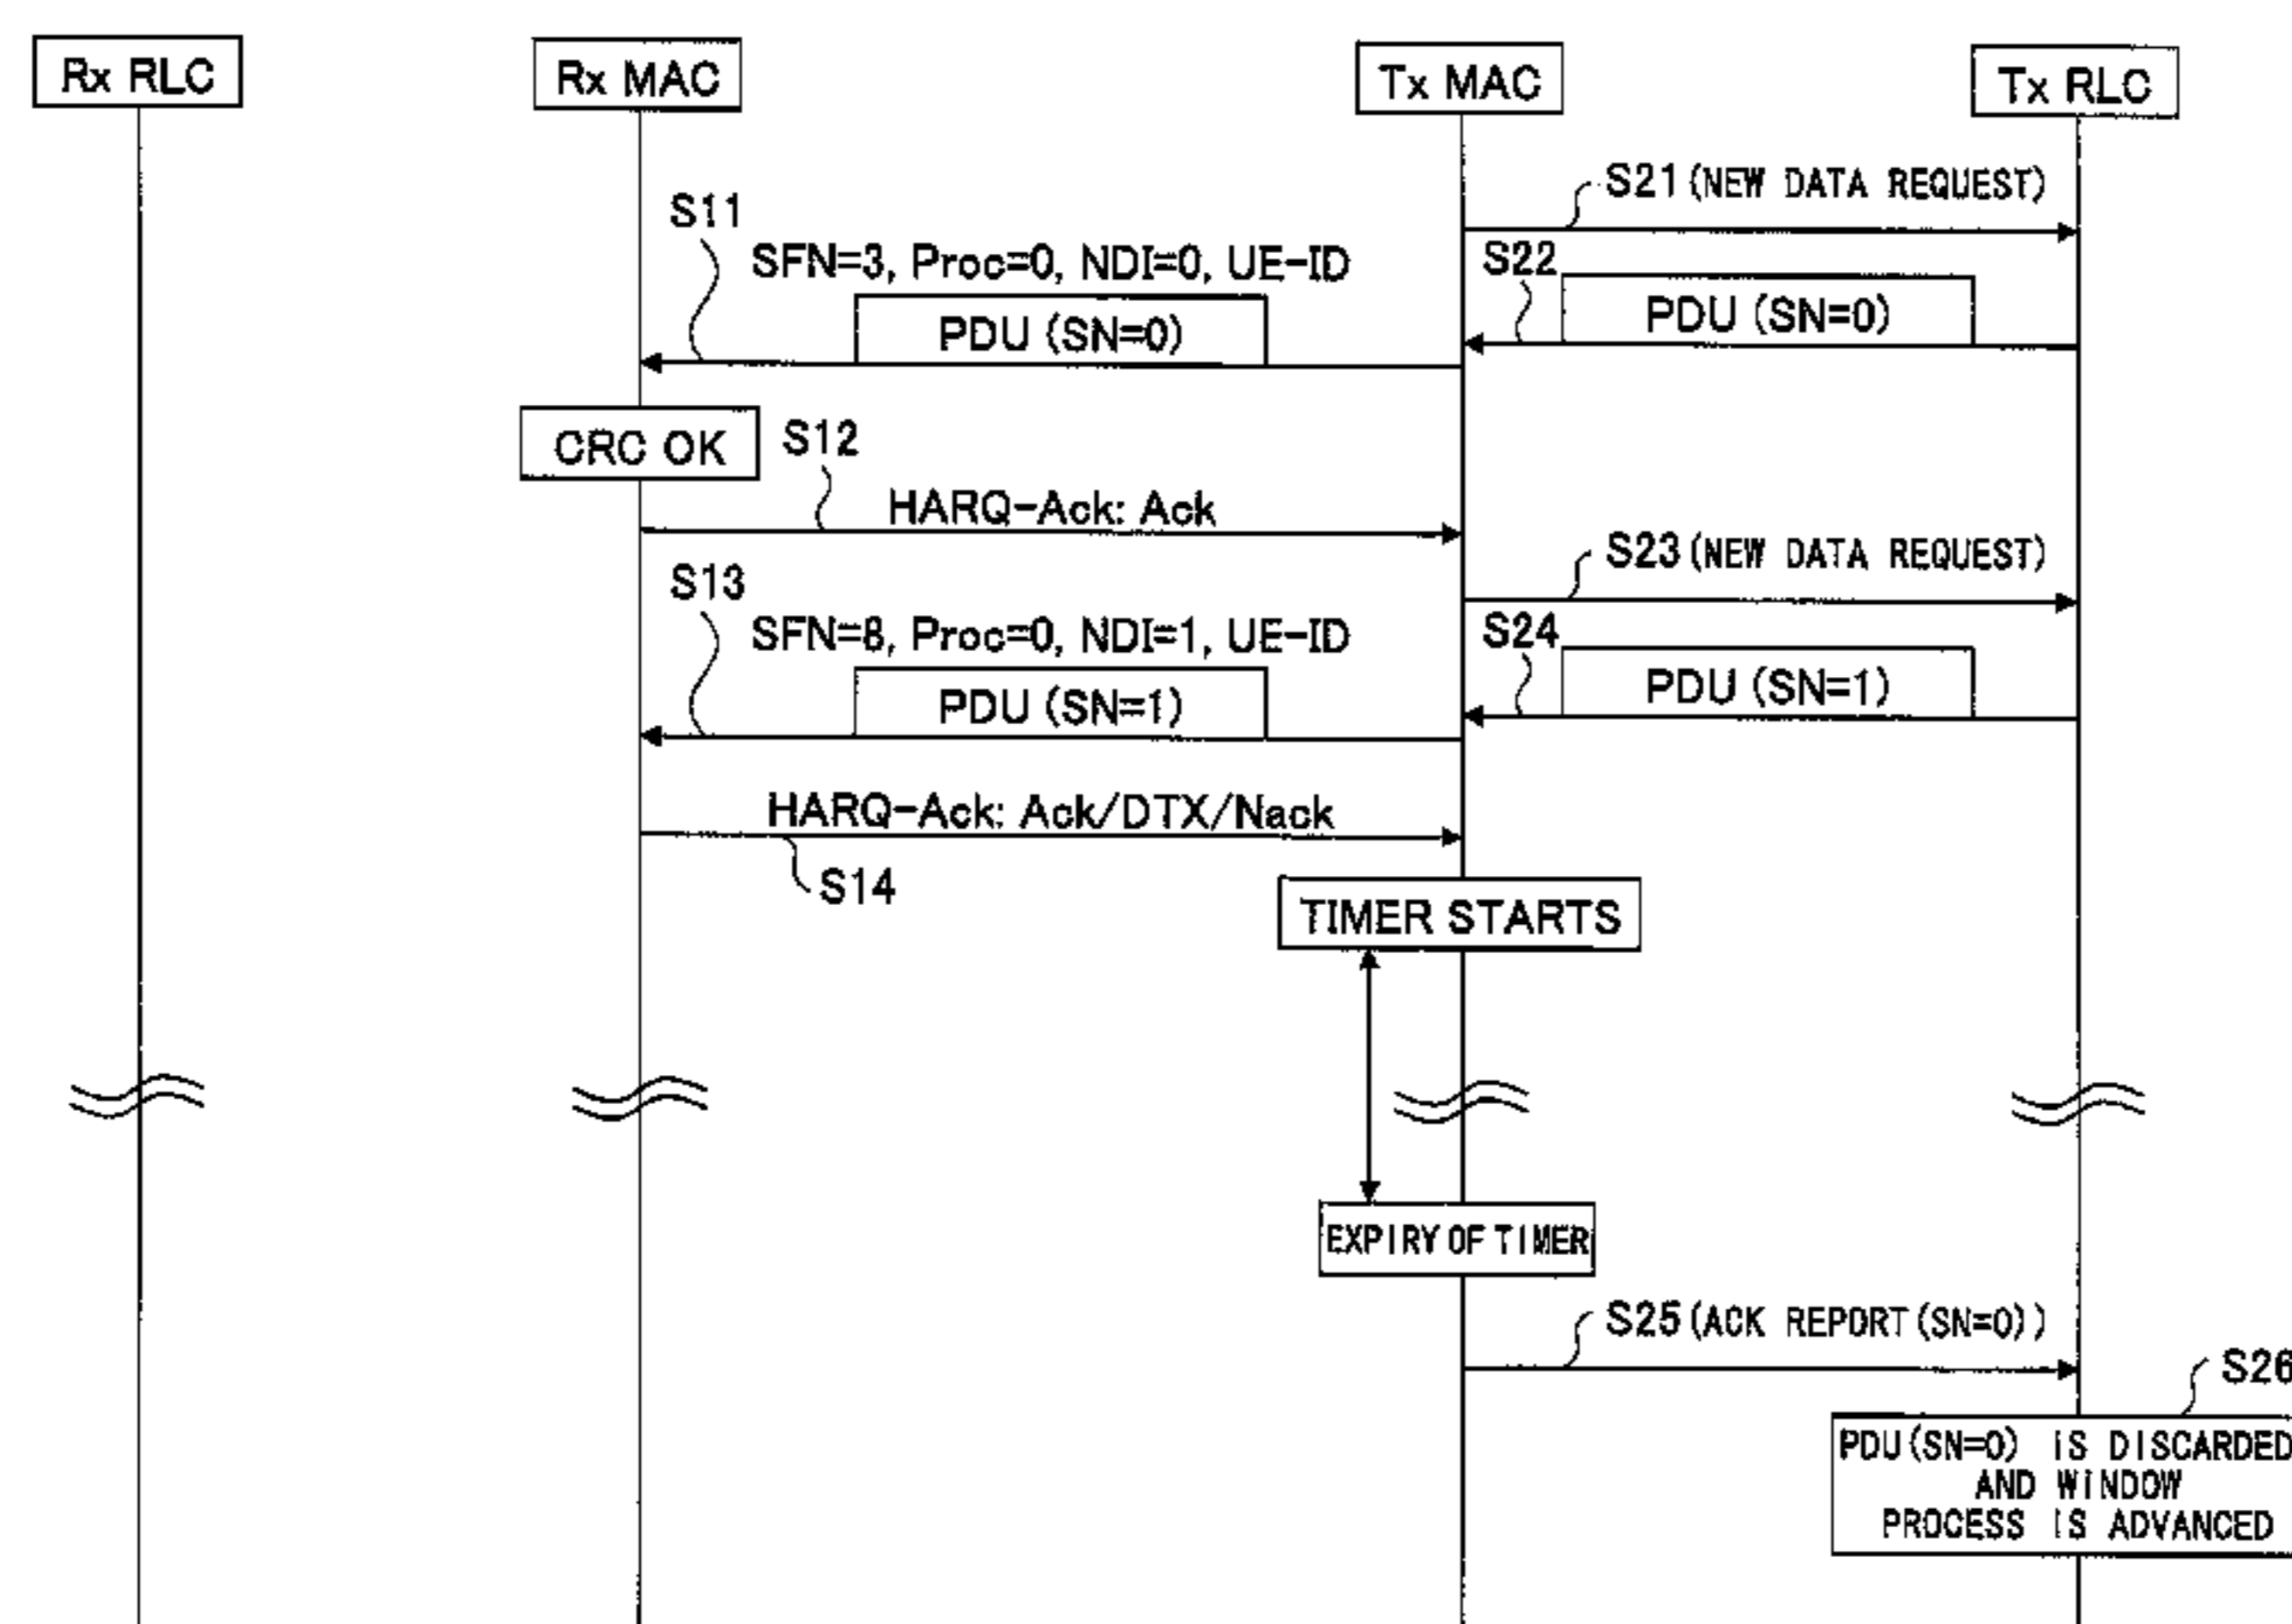 Rx RLC
Rx MAC
Tx MAC
Tx RLC
S21 (NEW DATA REQUEST)
S11
SFN=3, Proc=0, NDI=0, UE-ID
S22
PDU (SN=0)
PDU (SN=0)
CRC OK
S12
HARQ-Ack: Ack
S23 (NEW DATA REQUEST)
S13
SFN=8, Proc=0, NDI=1, UE-ID
S24
PDU (SN=1)
PDU (SN=1)
HARQ-Ack: Ack/DTX/Nack
S14
TIMER STARTS
EXPIRY OF TIMER
S25 (ACK REPORT (SN=0))
S26
PDU (SN=0) IS DISCARDED
AND WINDOW
PROCESS IS ADVANCED